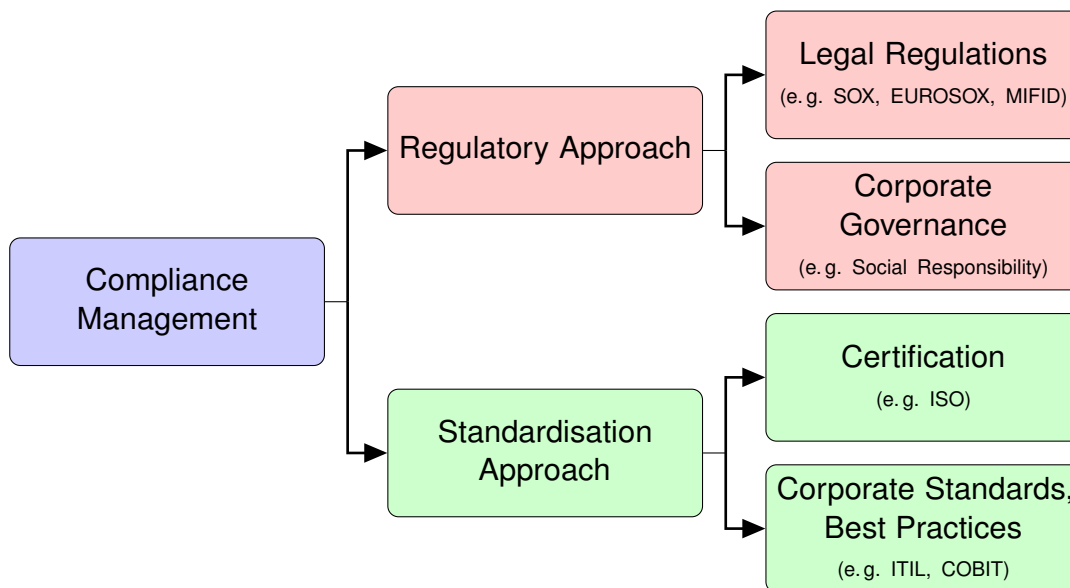 Legal Regulations
(e. g. SOX, EUROSOX, MIFID)
Regulatory Approach
Corporate
Governance
(e. g. Social Responsibility)
Compliance
Management
Certification
(e. g. ISO)
Standardisation
Approach
Corporate Standards,
Best Practices
(e. g. ITIL, COBIT)